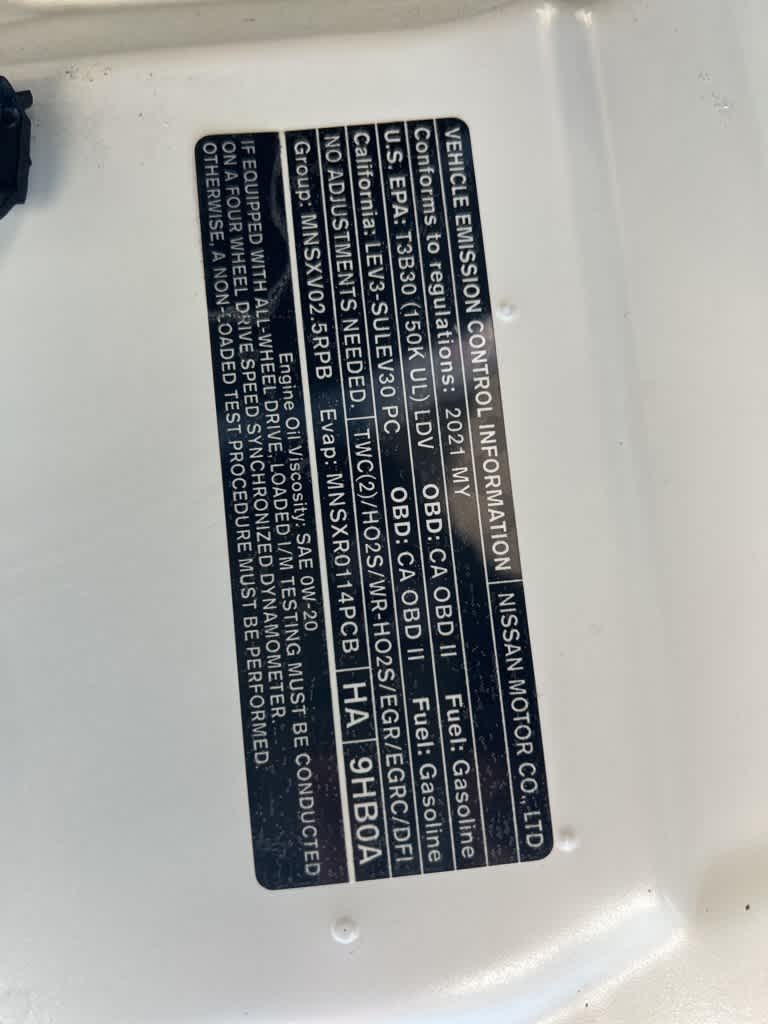 VEHICLE EMISSION CONTROL INFORMATION NISSAN MOTOR CO., LTD
Conforms to regulations: 2021 MY
U.S. EPA: T3B30 (150K UL) LDV OBD: CA OBD II Fuel: Gasoline
California: LEV3-SULEV30 PC OBD: CA OBD II Fuel: Gasoline
NO ADJUSTMENTS NEEDED. TWC(2)/HO2S/WR-HO2S/EGR/EGRC/DFI
Group: MNSXV02.5RPB Evap: MNSXR0114PCB HA 9HB0A
Engine Oil Viscosity: SAE 0W-20
IF EQUIPPED WITH ALL-WHEEL DRIVE, LOADED I/M TESTING MUST BE CONDUCTED
ON A FOUR WHEEL DRIVE SPEED SYNCHRONIZED DYNAMOMETER.
OTHERWISE, A NON-LOADED TEST PROCEDURE MUST BE PERFORMED.